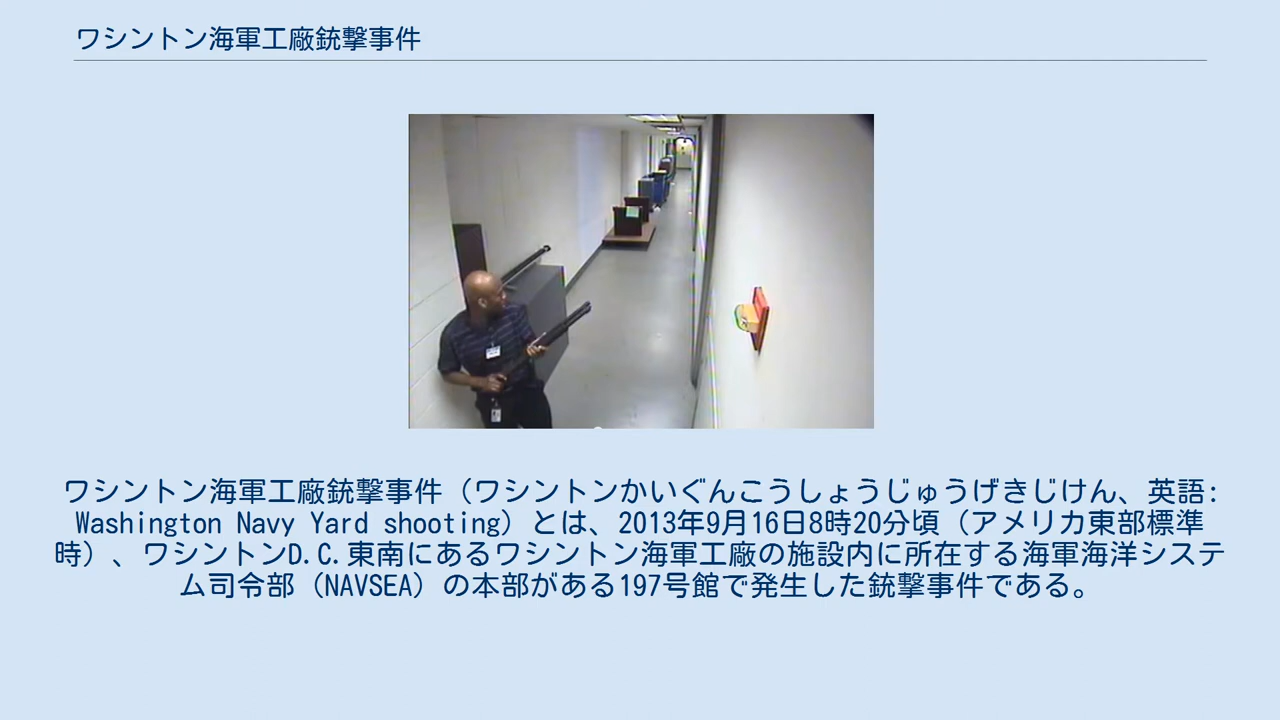 ワシントン海軍工廠銃撃事件
ワシントン海軍工廠銃撃事件（ワシントンかいぐんこうしょうじゅうげきじけん、英語:
Washington Navy Yard shooting）とは、2013年9月16日8時20分頃（アメリカ東部標準
時）、ワシントンD.C.東南にあるワシントン海軍工廠の施設内に所在する海軍海洋システ
ム司令部（NAVSEA）の本部がある197号館で発生した銃撃事件である。